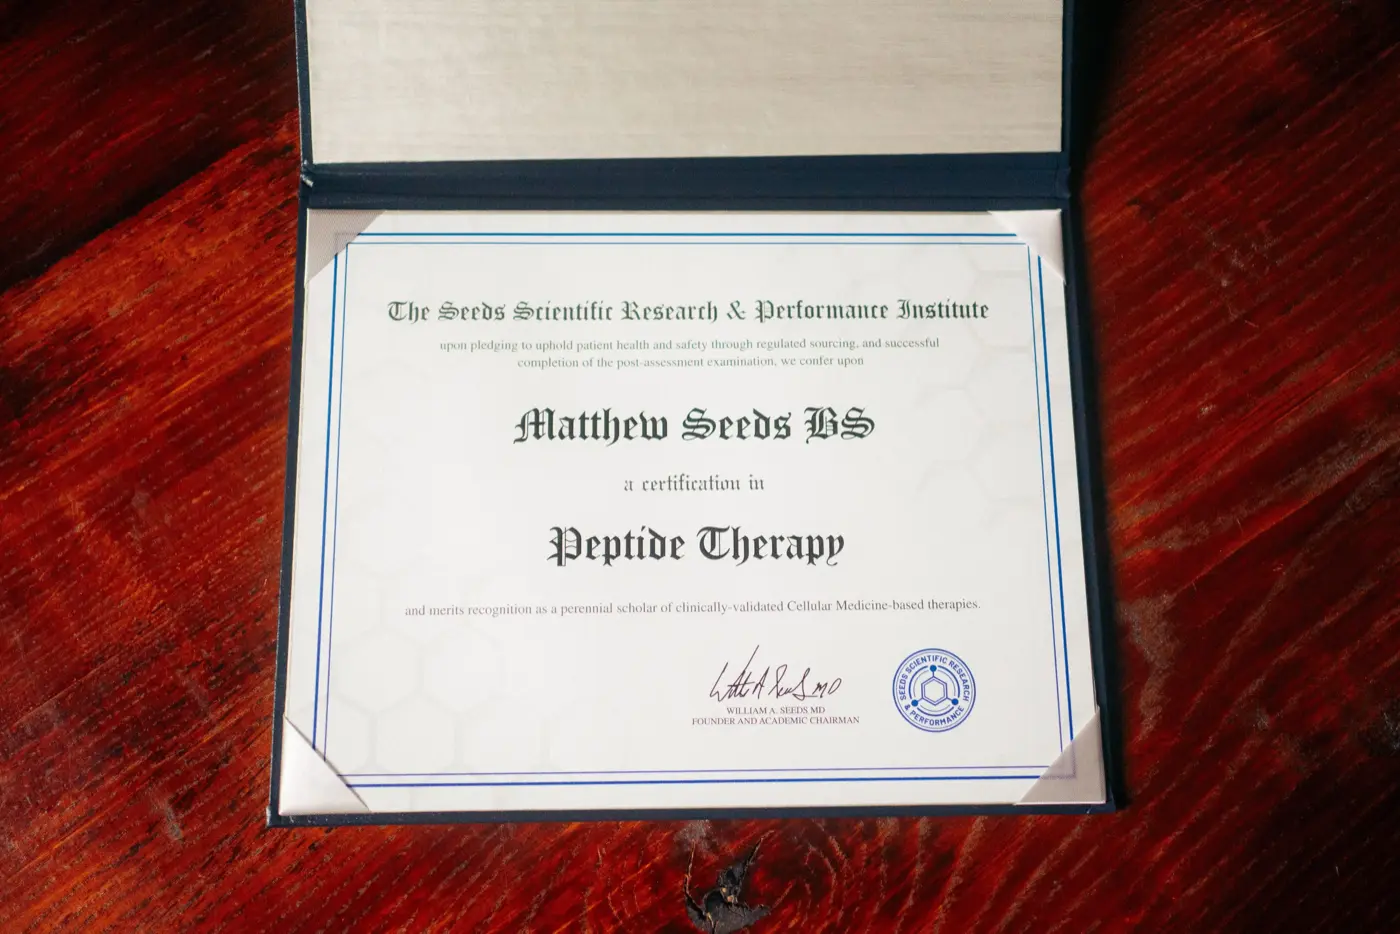 The Seeds Scientific Research & Performance Institute
upon pledging to uphold patient health and safety through regulated sourcing, and successful
completion of the post-assessment examination, we confer upon
Matthew Seeds BS
a certification in
Peptide Therapy
and merits recognition as a perennial scholar of clinically-validated Cellular Medicine-based therapies.
William A Seeds MD
WILLIAM A. SEEDS MD
FOUNDER AND ACADEMIC CHAIRMAN
SEEDS SCIENTIFIC RESEARCH
& PERFORMANCE